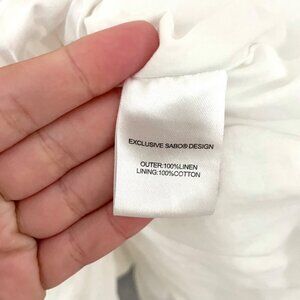 EXCLUSIVE SABO® DESIGN
OUTER:100%LINEN
LINING:100%COTTON